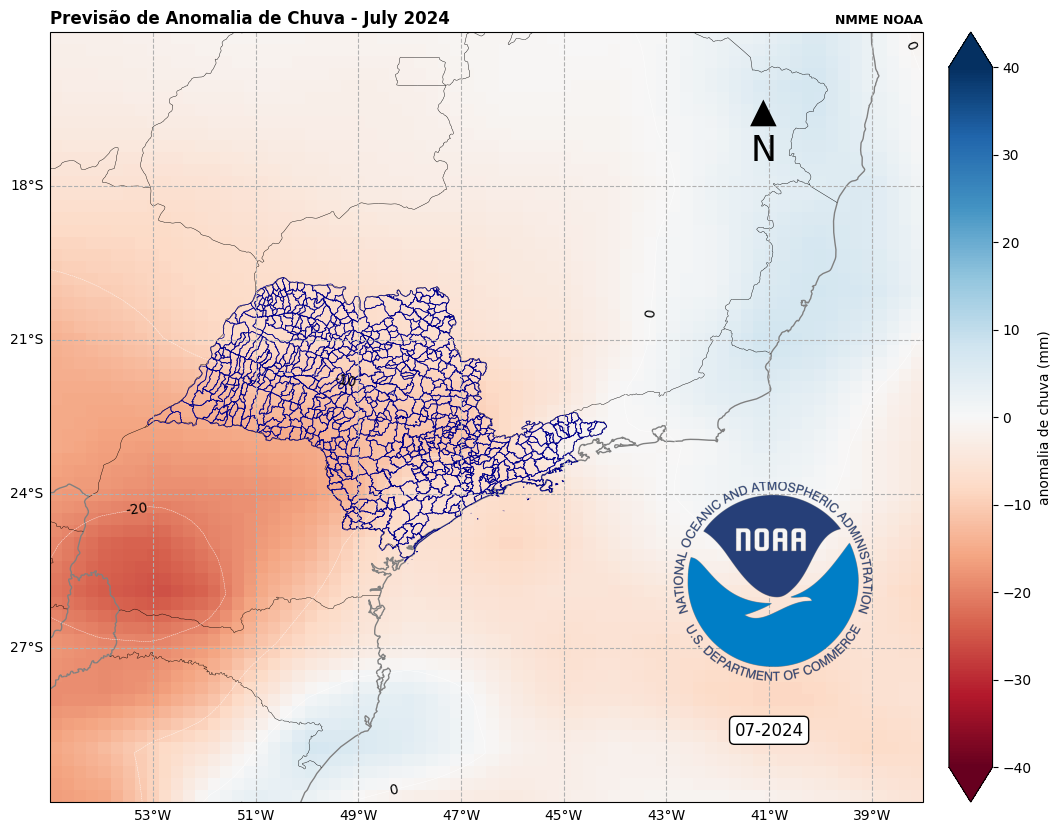 Previsão de Anomalia de Chuva - July 2024
NMME NOAA
0
40
N
30
18°S
20
0
21°S
10
-10
0
anomalia de chuva (mm)
24°S
-20
−10
NATIONAL OCEANIC AND ATMOSPHERIC ADMINISTRATION
NOAA
U.S. DEPARTMENT OF COMMERCE
−20
27°S
−30
07-2024
−40
0
53°W
51°W
49°W
47°W
45°W
43°W
41°W
39°W